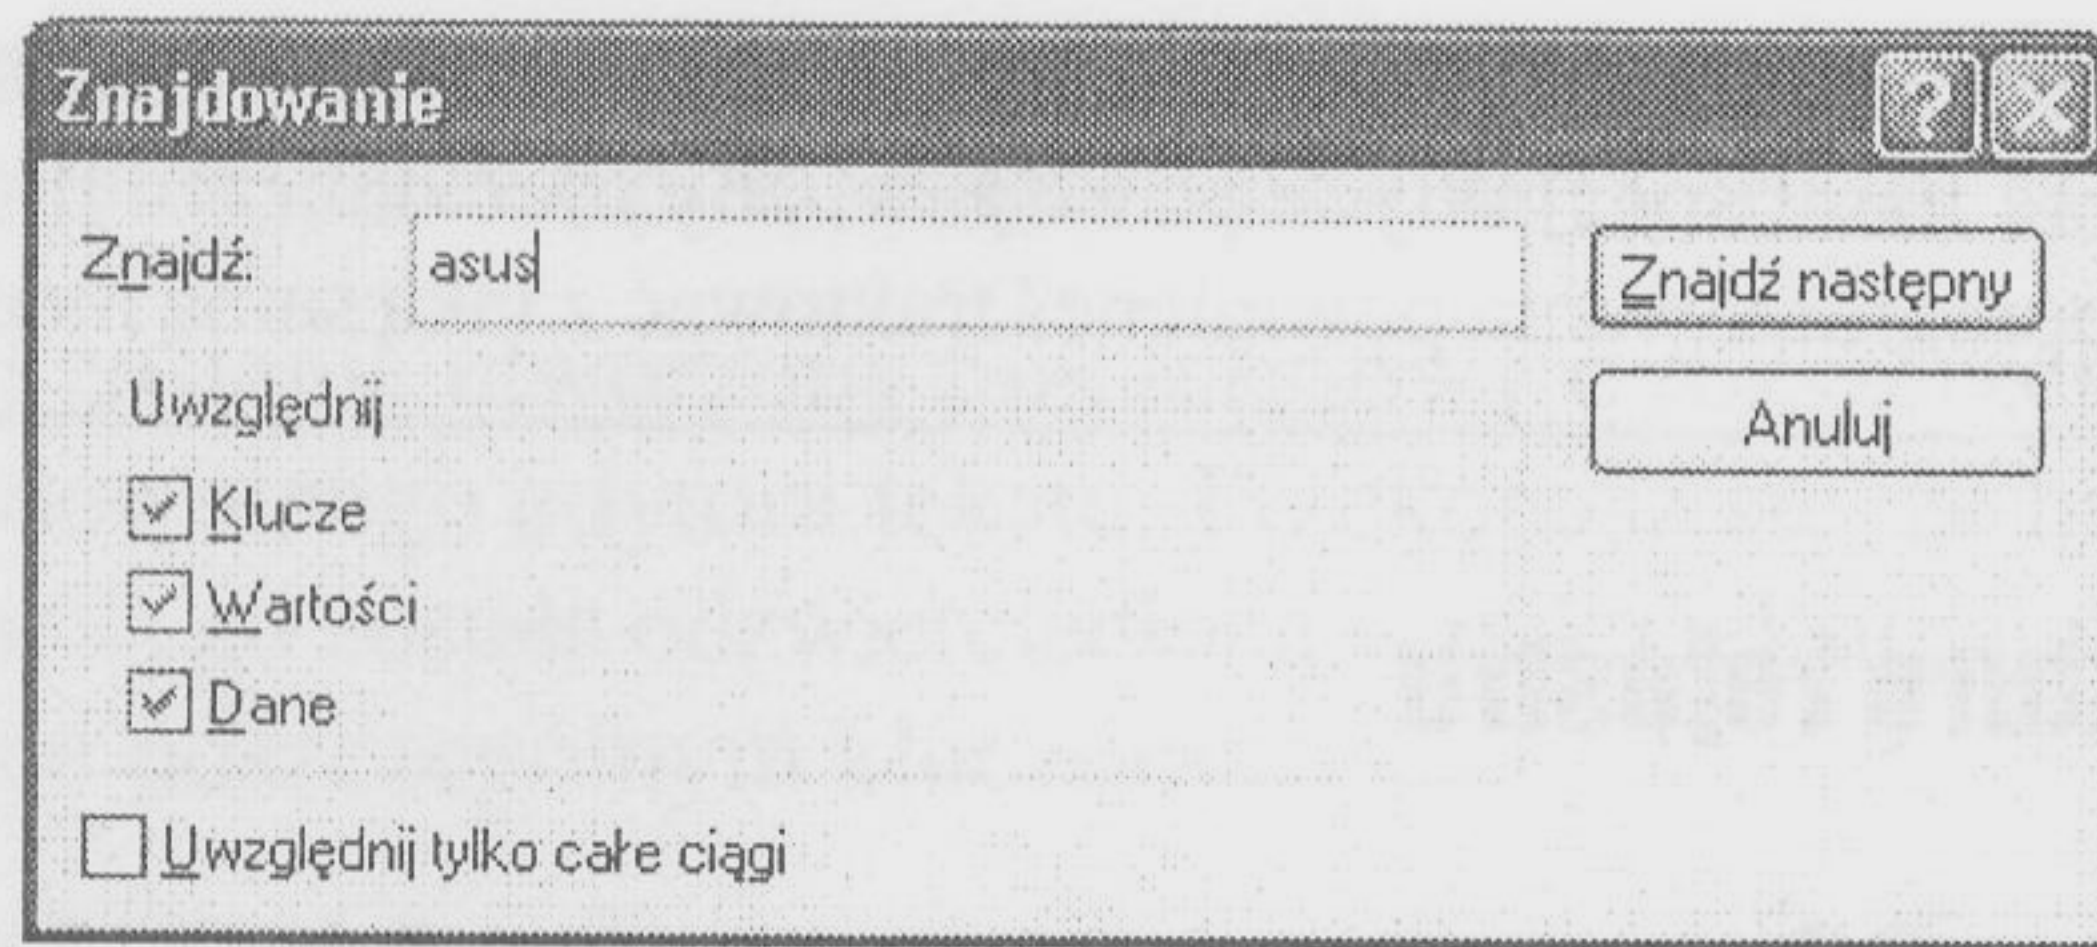 Znajdowanie
Znajdź: asus Znajdź następny
Uwzględnij Anuluj
Klucze
Wartości
Dane
Uwzględnij tylko całe ciągi